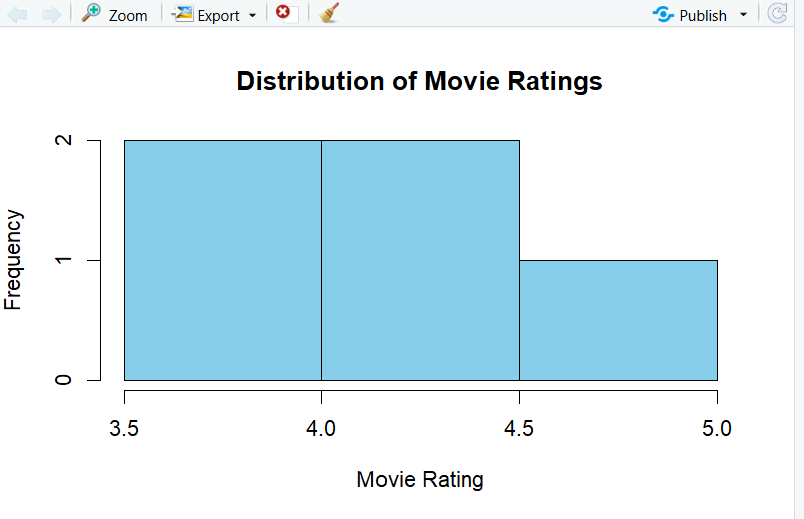 Zoom Export Publish
Distribution of Movie Ratings
Frequency
2
1
0
3.5 4.0 4.5 5.0
Movie Rating